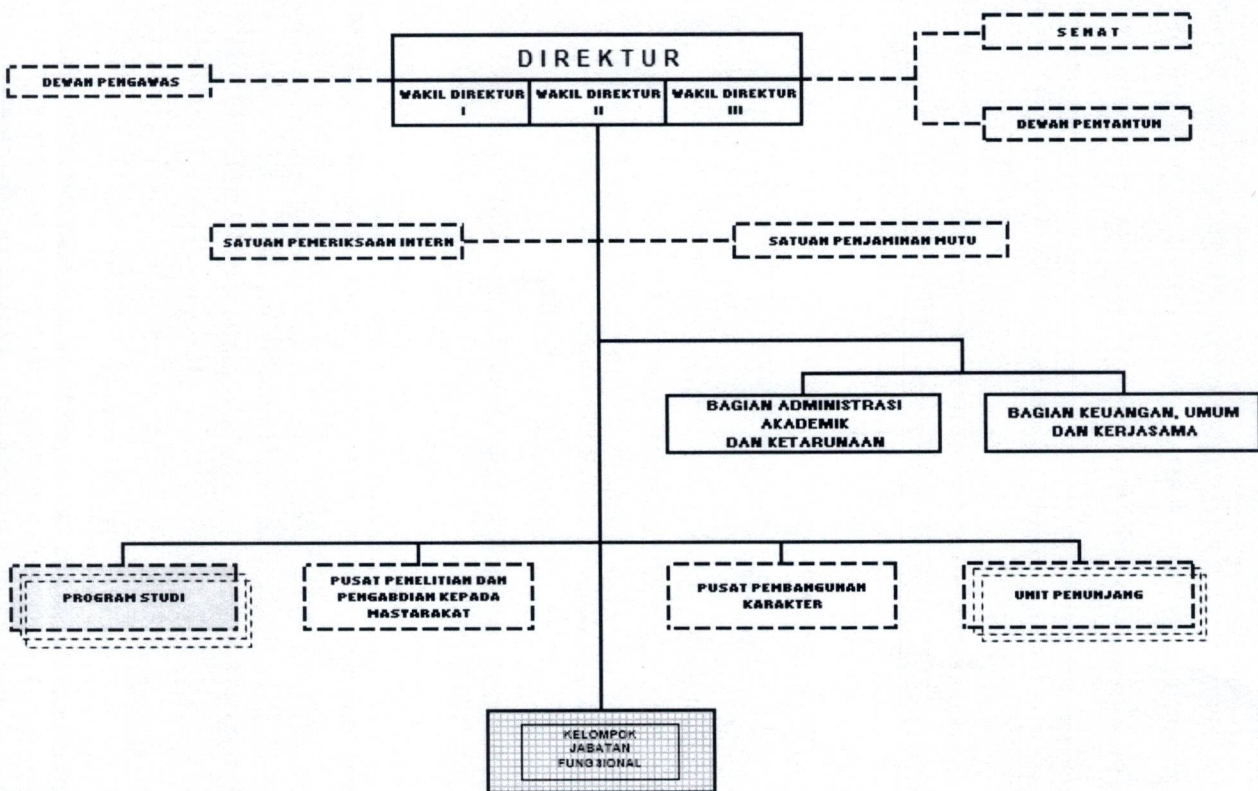 DIREKTUR
WAKIL DIREKTUR
I
WAKIL DIREKTUR
II
WAKIL DIREKTUR
III
DEWAN PENGAWAS
SENAT
DEWAN PENYANTUN
SATUAN PEMERIKSAAN INTERN
SATUAN PENJAMINAN MUTU
BAGIAN ADMINISTRASI
AKADEMIK
DAN KETARUNAAN
BAGIAN KEUANGAN, UMUM
DAN KERJASAMA
PROGRAM STUDI
PUSAT PENELITIAN DAN
PENGABDIAN KEPADA
MASYARAKAT
PUSAT PEMBANGUNAN
KARAKTER
UNIT PENUNJANG
KELOMPOK
JABATAN
FUNGSIONAL